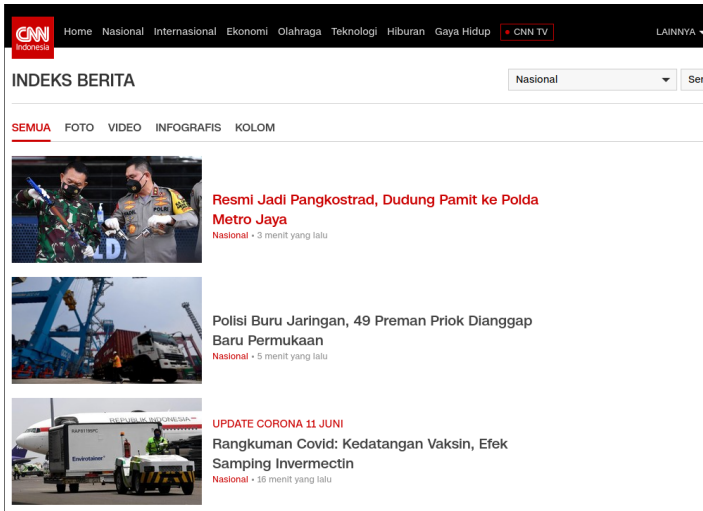 CNN
Indonesia
Home Nasional Internasional Ekonomi Olahraga Teknologi Hiburan Gaya Hidup CNN TV LAINNYA
INDEKS BERITA
Nasional
SEMUA FOTO VIDEO INFOGRAFIS KOLOM
Resmi Jadi Pangkostrad, Dudung Pamit ke Polda
Metro Jaya
Nasional • 3 menit yang lalu
Polisi Buru Jaringan, 49 Preman Priok Dianggap
Baru Permukaan
Nasional • 5 menit yang lalu
REPUBLIK INDONESIA
Envirotainer
UPDATE CORONA 11 JUNI
Rangkuman Covid: Kedatangan Vaksin, Efek
Samping Invermectin
Nasional • 16 menit yang lalu